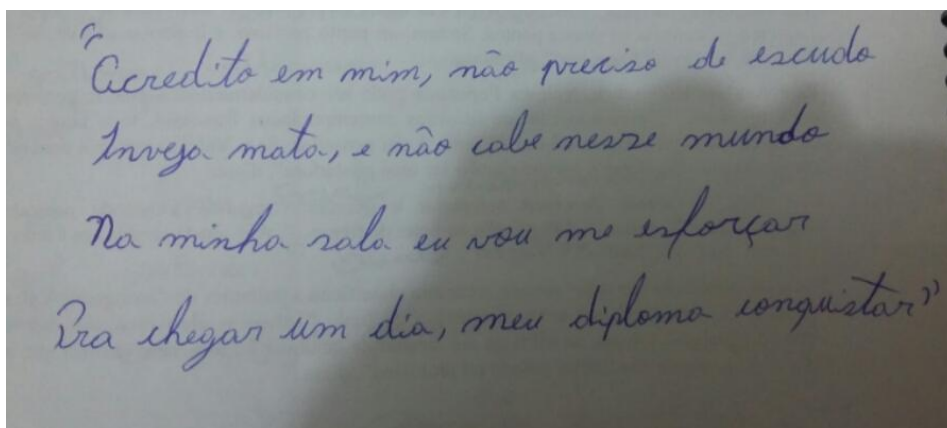 "Acredito em mim, não preciso de escudo
Inveja mata, e não cabe nesse mundo
Na minha sala eu vou me esforçar
Pra chegar um dia, meu diploma conquistar"